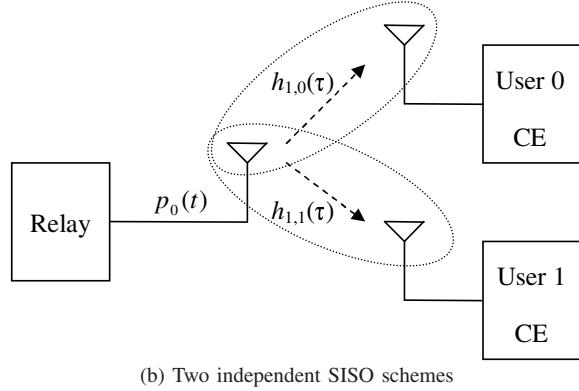 h₁,₀(τ)
User 0
CE
p₀(t)
Relay
h₁,₁(τ)
User 1
CE
(b) Two independent SISO schemes